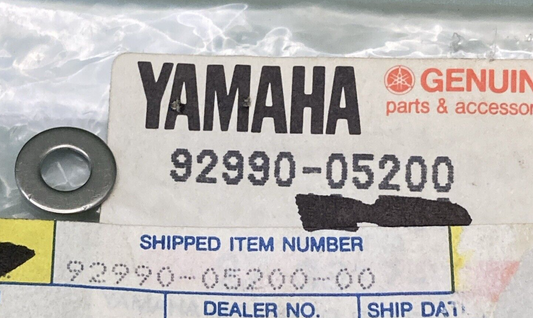 YAMAHA
GENUIN
parts & accessor
92990-05200
SHIPPED ITEM NUMBER
92990-05200-00
DEALER NO.
SHIP DAT